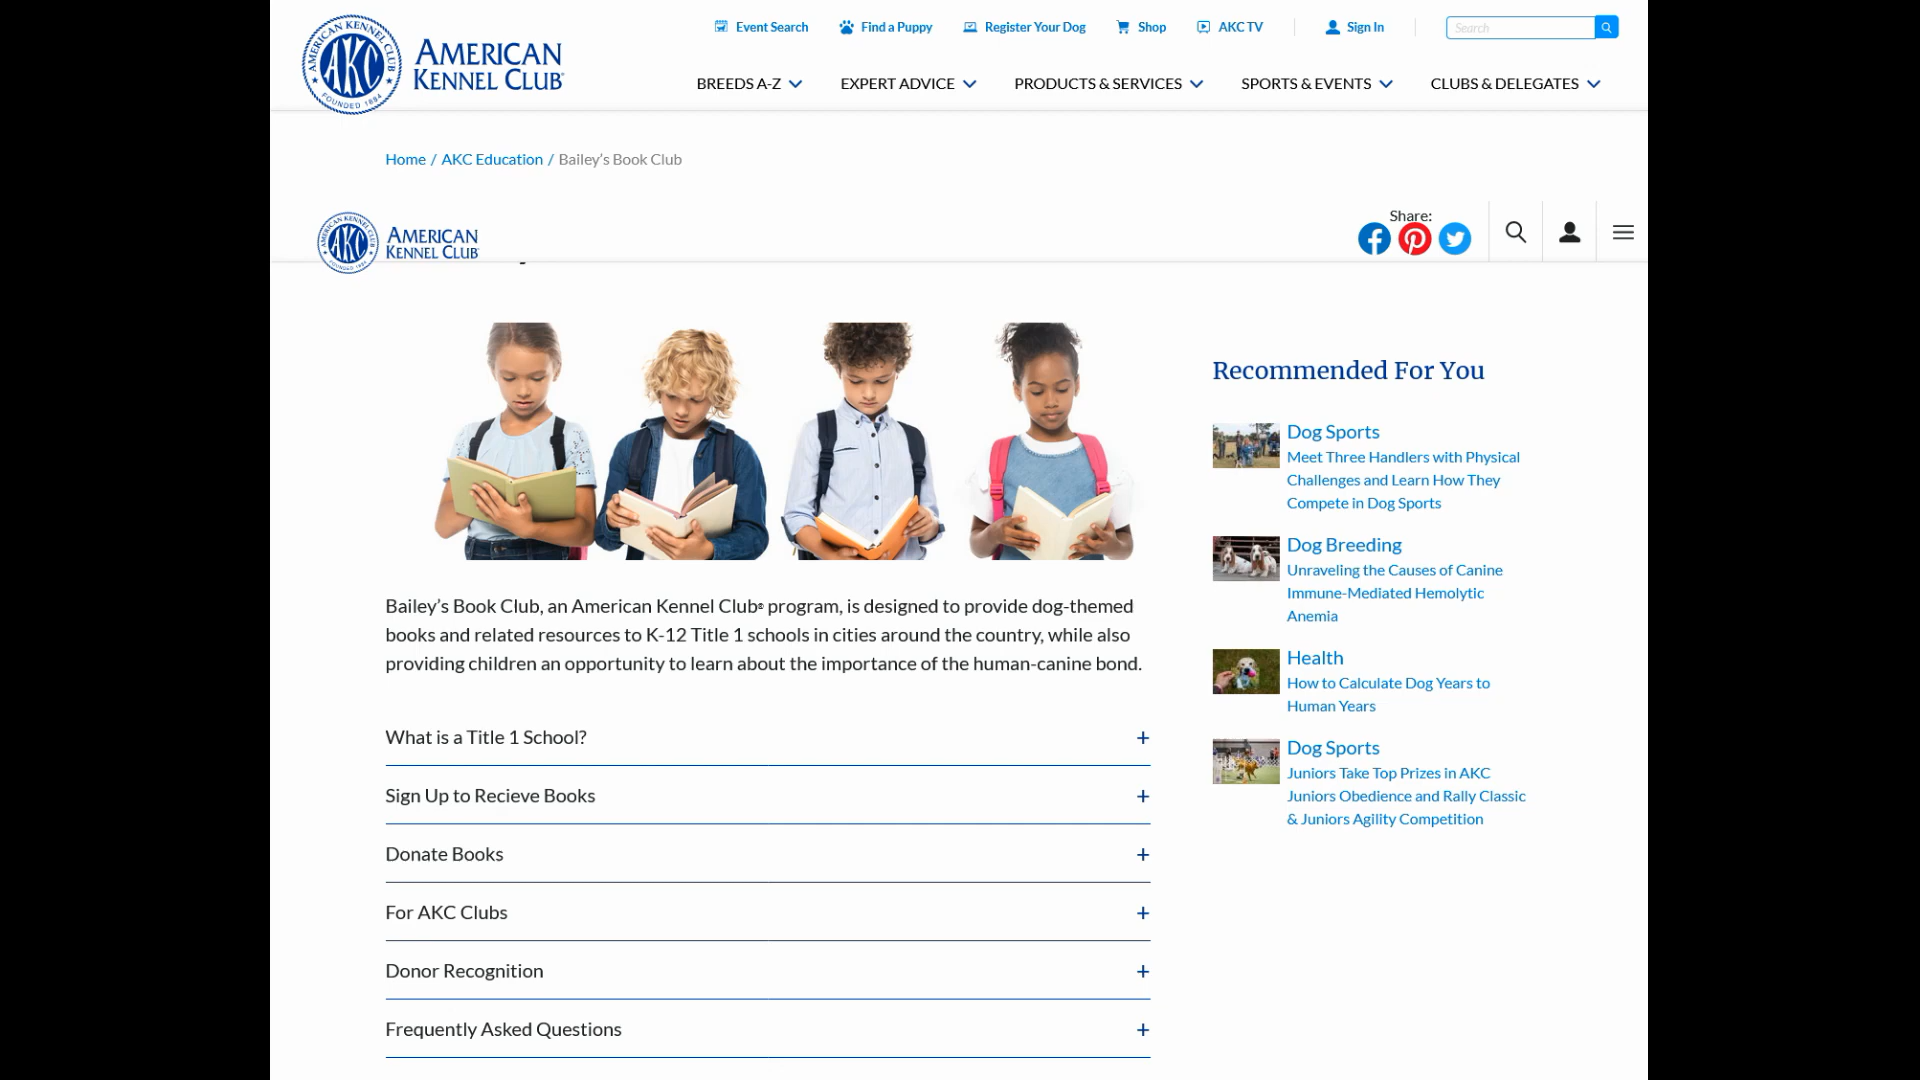 Event Search
Find a Puppy
Register Your Dog
Shop
AKC TV
Sign In
Search
AMERICAN KENNEL CLUB
AKC
FOUNDED 1884
AMERICAN
KENNEL CLUB
BREEDS A-Z
EXPERT ADVICE
PRODUCTS & SERVICES
SPORTS & EVENTS
CLUBS & DELEGATES
Home / AKC Education / Bailey’s Book Club
AKC
AMERICAN
KENNEL CLUB
Share:
Bailey’s Book Club, an American Kennel Club® program, is designed to provide dog-themed
books and related resources to K-12 Title 1 schools in cities around the country, while also
providing children an opportunity to learn about the importance of the human-canine bond.
What is a Title 1 School? +
Sign Up to Recieve Books +
Donate Books +
For AKC Clubs +
Donor Recognition +
Frequently Asked Questions +
Recommended For You
Dog Sports
Meet Three Handlers with Physical
Challenges and Learn How They
Compete in Dog Sports
Dog Breeding
Unraveling the Causes of Canine
Immune-Mediated Hemolytic
Anemia
Health
How to Calculate Dog Years to
Human Years
Dog Sports
Juniors Take Top Prizes in AKC
Juniors Obedience and Rally Classic
& Juniors Agility Competition